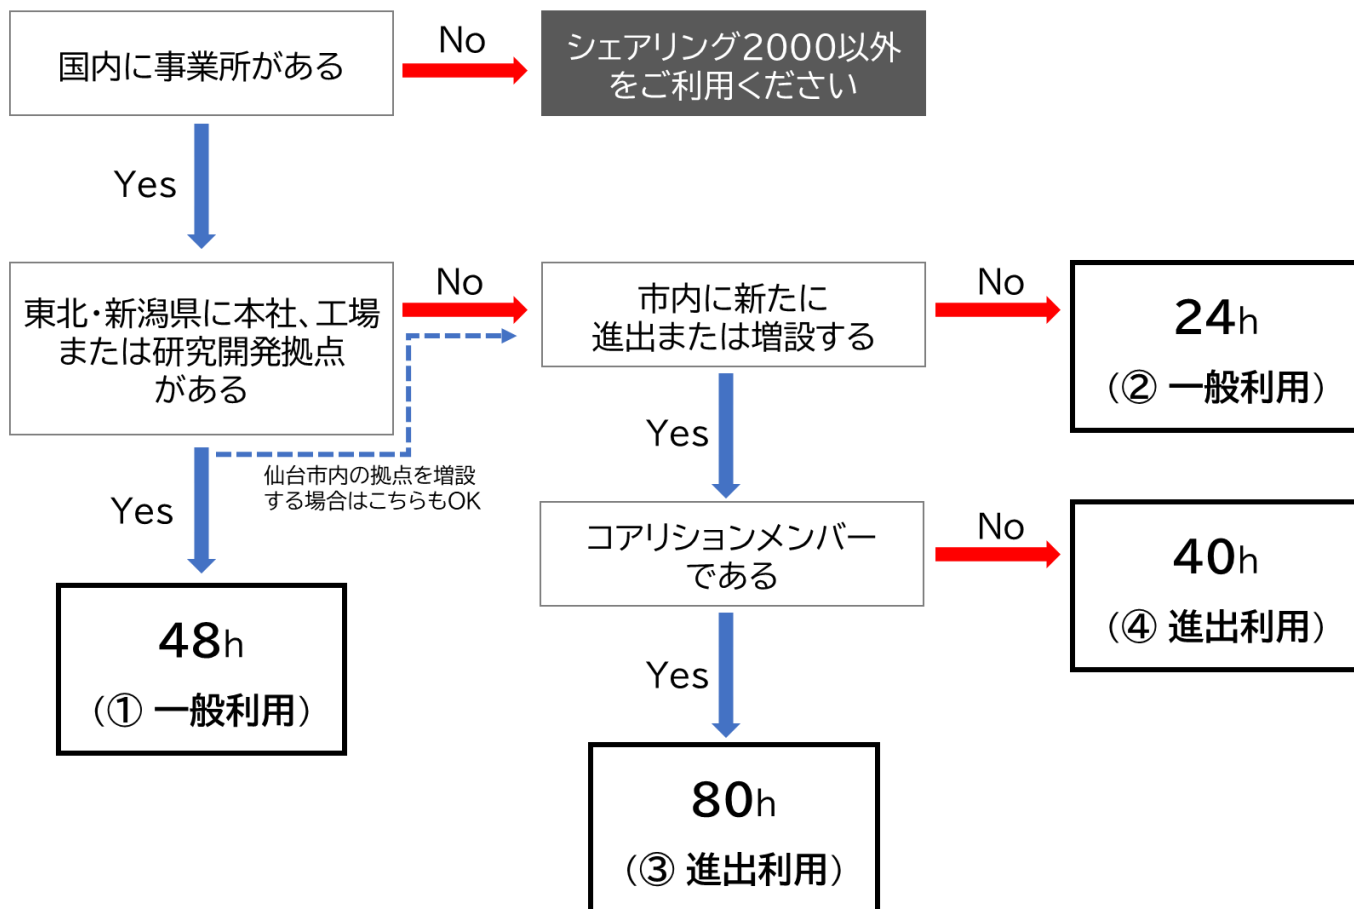 国内に事業所がある
No
シェアリング2000以外
をご利用ください
Yes
東北・新潟県に本社、工場
または研究開発拠点
がある
No
市内に新たに
進出または増設する
No
24h
(② 一般利用)
仙台市内の拠点を増設
する場合はこちらもOK
Yes
Yes
コアリションメンバー
である
No
40h
(④ 進出利用)
48h
(① 一般利用)
Yes
80h
(③ 進出利用)